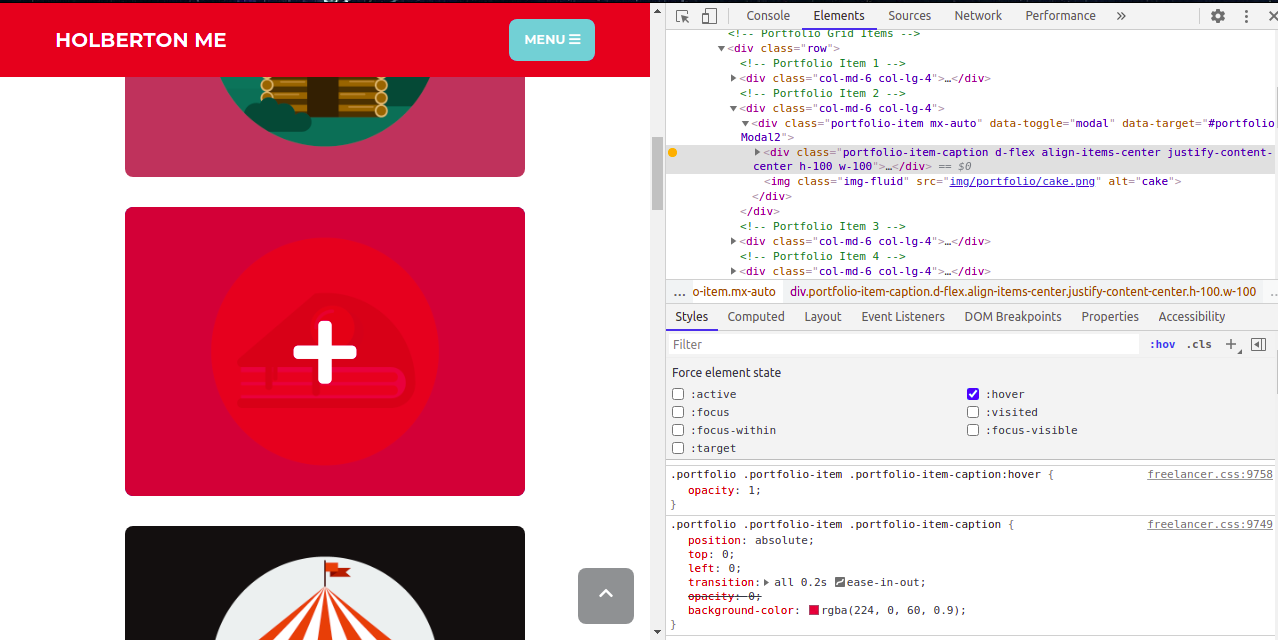 HOLBERTON ME
MENU
Console Elements Sources Network Performance »
<!-- Portfolio Grid Items -->
<div class="row">
<!-- Portfolio Item 1 -->
<div class="col-md-6 col-lg-4">…</div>
<!-- Portfolio Item 2 -->
<div class="col-md-6 col-lg-4">
<div class="portfolio-item mx-auto" data-toggle="modal" data-target="#portfolio
Modal2">
<div class="portfolio-item-caption d-flex align-items-center justify-content-
center h-100 w-100">…</div> == $0
<img class="img-fluid" src="img/portfolio/cake.png" alt="cake">
</div>
</div>
<!-- Portfolio Item 3 -->
<div class="col-md-6 col-lg-4">…</div>
<!-- Portfolio Item 4 -->
<div class="col-md-6 col-lg-4">…</div>
… o-item.mx-auto div.portfolio-item-caption.d-flex.align-items-center.justify-content-center.h-100.w-100 …
Styles Computed Layout Event Listeners DOM Breakpoints Properties Accessibility
Filter :hov .cls +
Force element state
:active :hover
:focus :visited
:focus-within :focus-visible
:target
.portfolio .portfolio-item .portfolio-item-caption:hover { freelancer.css:9758
opacity: 1;
}
.portfolio .portfolio-item .portfolio-item-caption { freelancer.css:9749
position: absolute;
top: 0;
left: 0;
transition: all 0.2s ease-in-out;
opacity: 0;
background-color: rgba(224, 0, 60, 0.9);
}